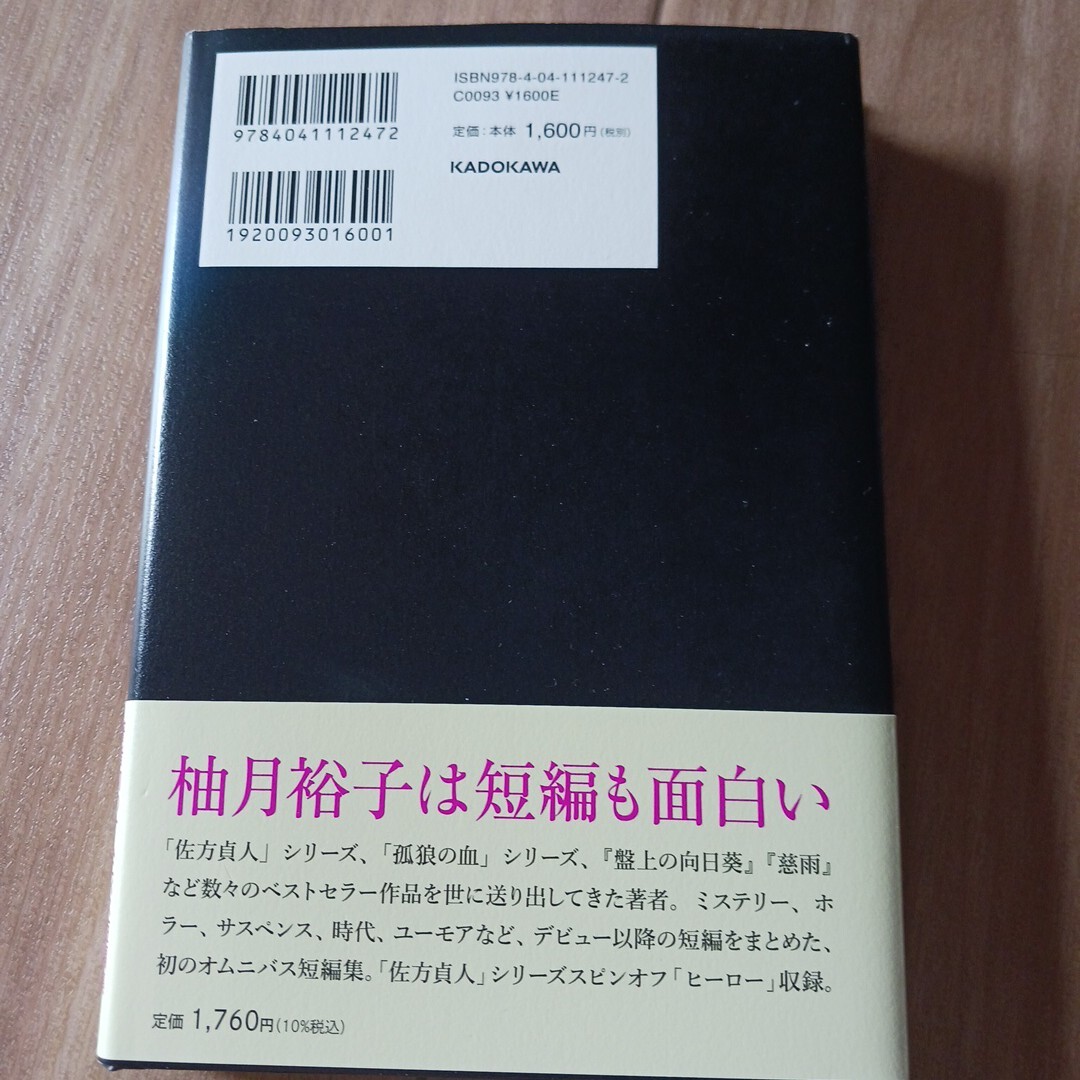 9784041112472
1920093016001
ISBN978-4-04-111247-2
C0093 ¥1600E
定価：本体 1,600円（税別）
KADOKAWA
柚月裕子は短編も面白い
「佐方貞人」シリーズ、「孤狼の血」シリーズ、『盤上の向日葵』『慈雨』
など数々のベストセラー作品を世に送り出してきた著者。ミステリー、ホ
ラー、サスペンス、時代、ユーモアなど、デビュー以降の短編をまとめた、
初のオムニバス短編集。「佐方貞人」シリーズスピンオフ「ヒーロー」収録。
定価 1,760円（10%税込）